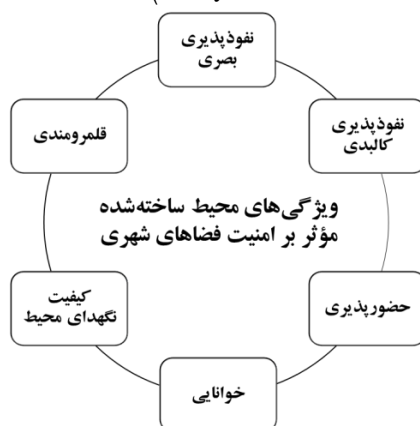 نفوذپذیری
بصری
نفوذپذیری
کالبدی
قلمرومندی
ویژگی‌های محیط ساخته‌شده
مؤثر بر امنیت فضاهای شهری
حضورپذیری
کیفیت
نگهدای محیط
خوانایی